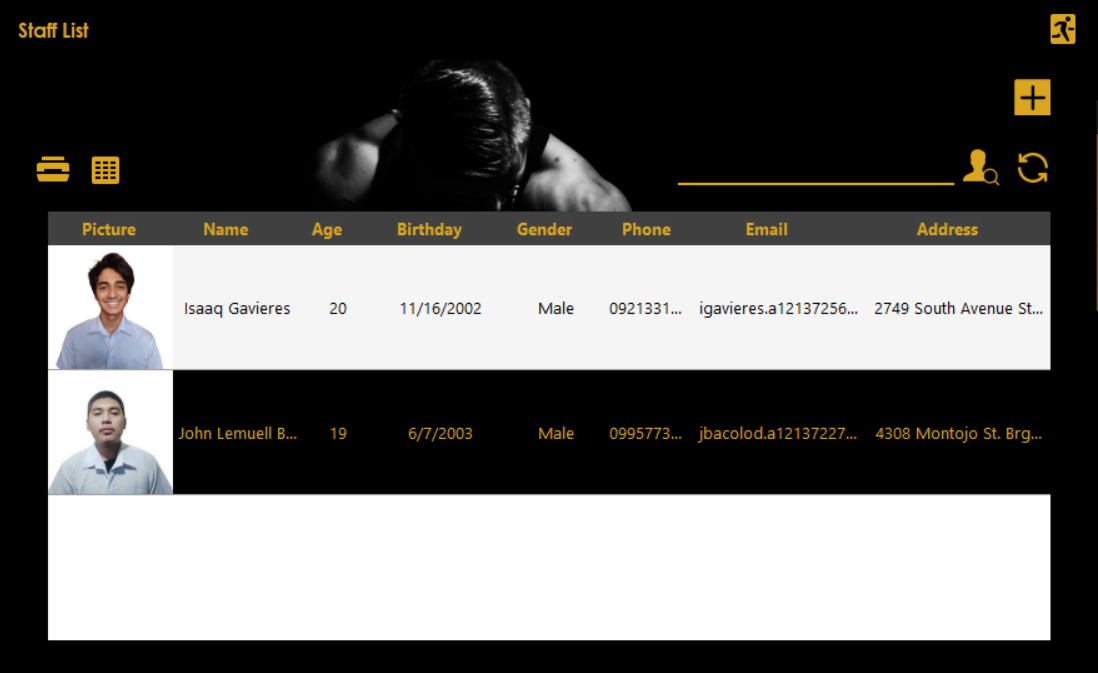 Staff List
Picture Name Age Birthday Gender Phone Email Address
Isaaq Gavieres 20 11/16/2002 Male 0921331... igavieres.a12137256... 2749 South Avenue St...
John Lemuell B... 19 6/7/2003 Male 0995773... jbacolod.a12137227... 4308 Montojo St. Brg...